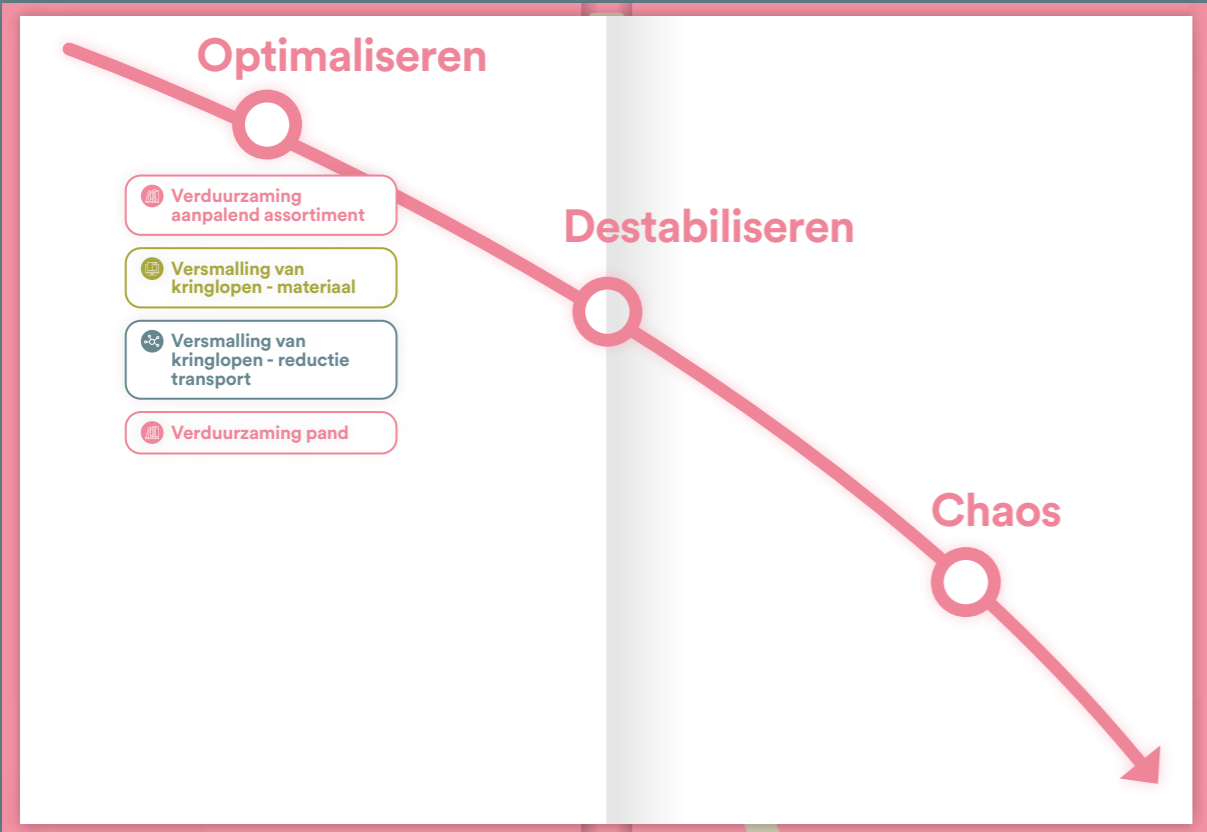 Optimaliseren
Verduurzaming
aanpalend assortiment
Versmalling van
kringlopen - materiaal
Versmalling van
kringlopen - reductie
transport
Verduurzaming pand
Destabiliseren
Chaos